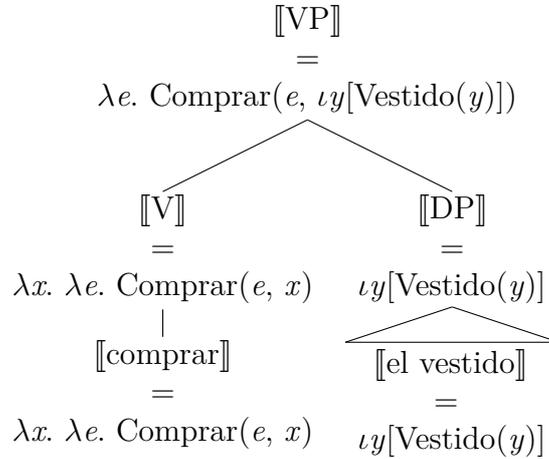 ⟦VP⟧
=
λe. Comprar(e, ιy[Vestido(y)])
⟦V⟧ ⟦DP⟧
= =
λx. λe. Comprar(e, x) ιy[Vestido(y)]
⟦comprar⟧ ⟦el vestido⟧
= =
λx. λe. Comprar(e, x) ιy[Vestido(y)]